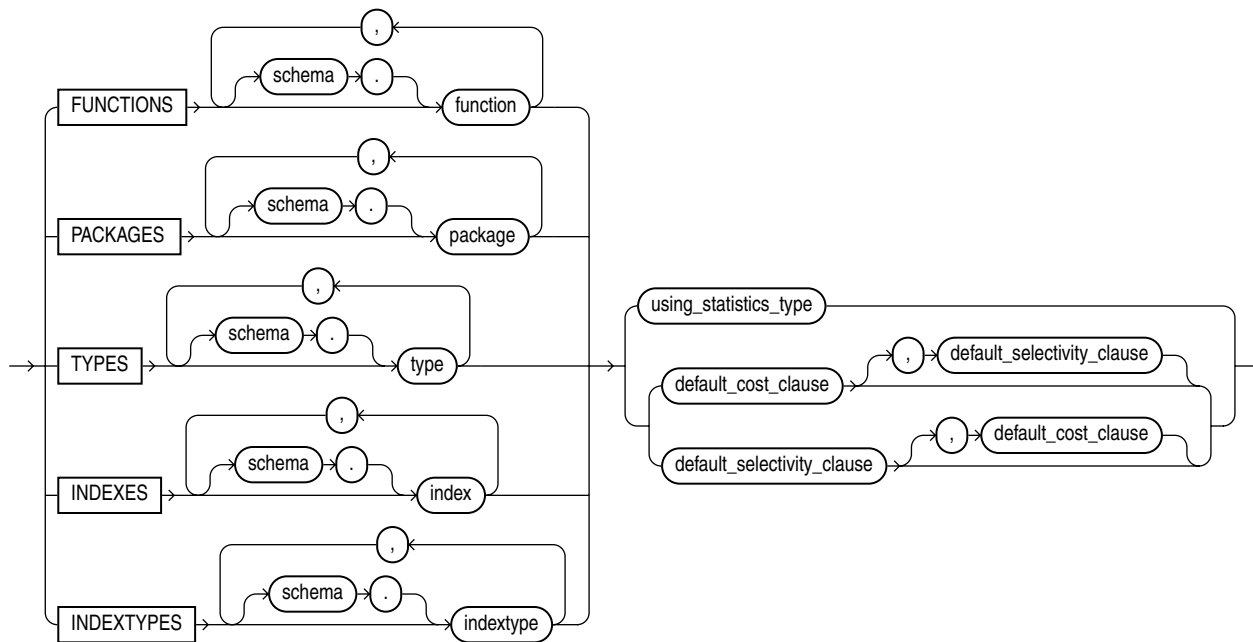 ,
schema .
FUNCTIONS function
,
schema .
PACKAGES package
,
schema .
TYPES type
,
schema .
INDEXES index
,
schema .
INDEXTYPES indextype
using_statistics_type
, default_selectivity_clause
default_cost_clause
, default_cost_clause
default_selectivity_clause